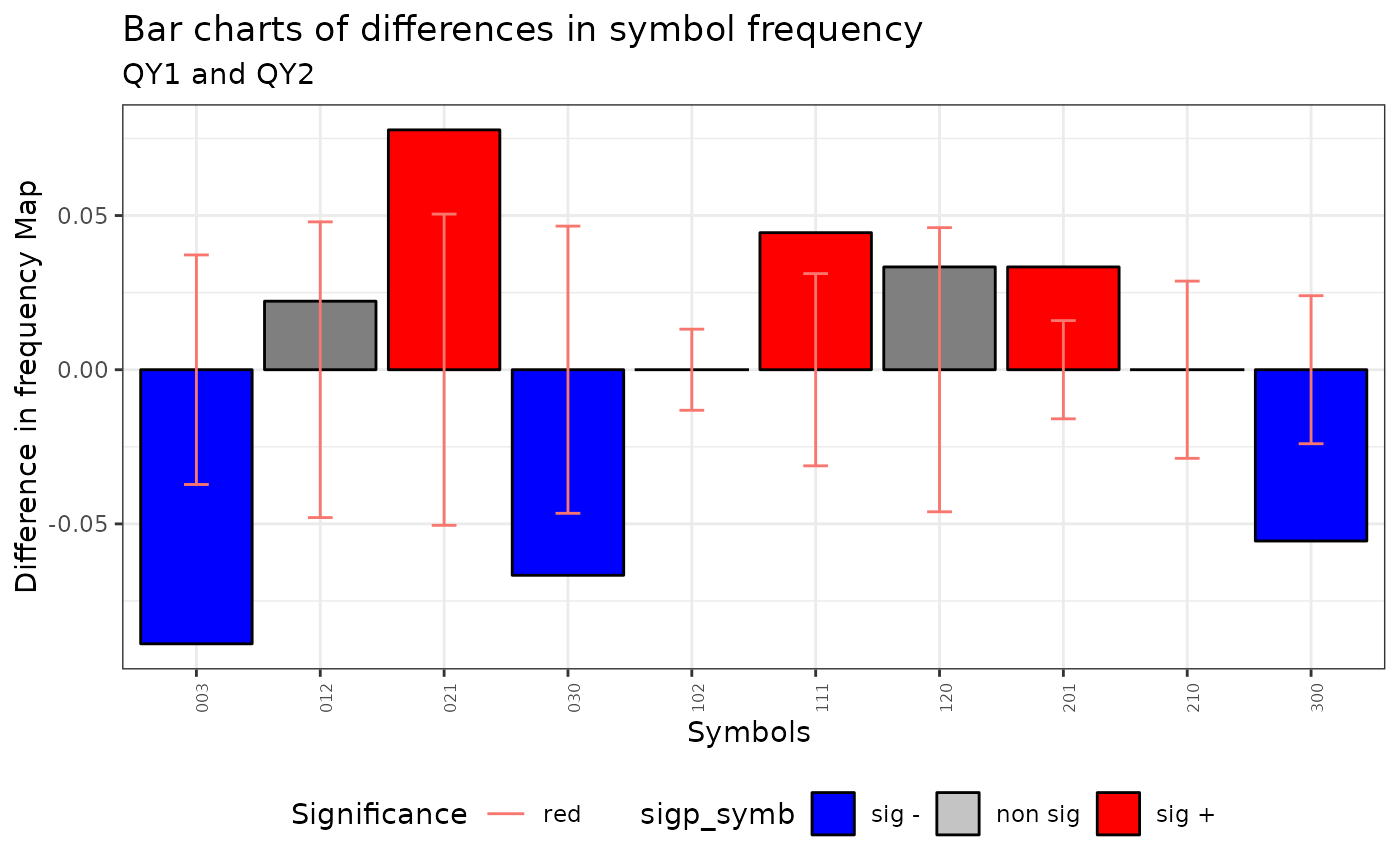 Bar charts of differences in symbol frequency
QY1 and QY2
Difference in frequency Map
0.05
0.00
-0.05
003 012 021 030 102 111 120 201 210 300
Symbols
Significance red sigp_symb sig - non sig sig +